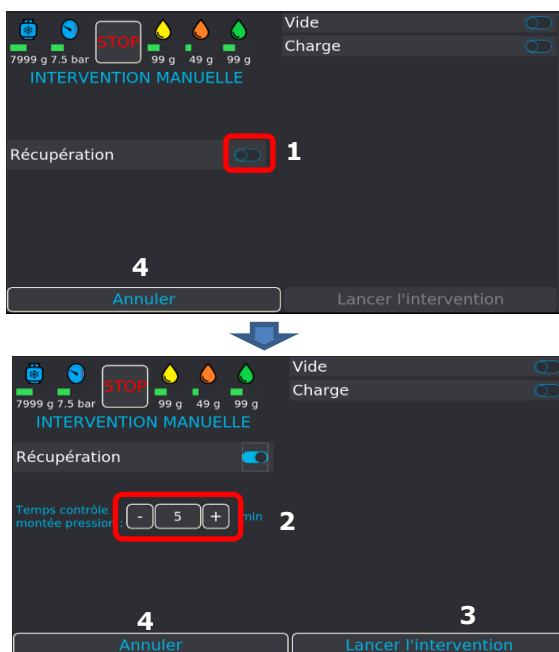 Vide
Charge
STOP
7999 g 7.5 bar 99 g 49 g 99 g
INTERVENTION MANUELLE
Récupération
1
4
Annuler
Lancer l'intervention
Vide
Charge
STOP
7999 g 7.5 bar 99 g 49 g 99 g
INTERVENTION MANUELLE
Récupération
Temps contrôle
montée pression : - 5 + min
2
4
3
Annuler
Lancer l'intervention